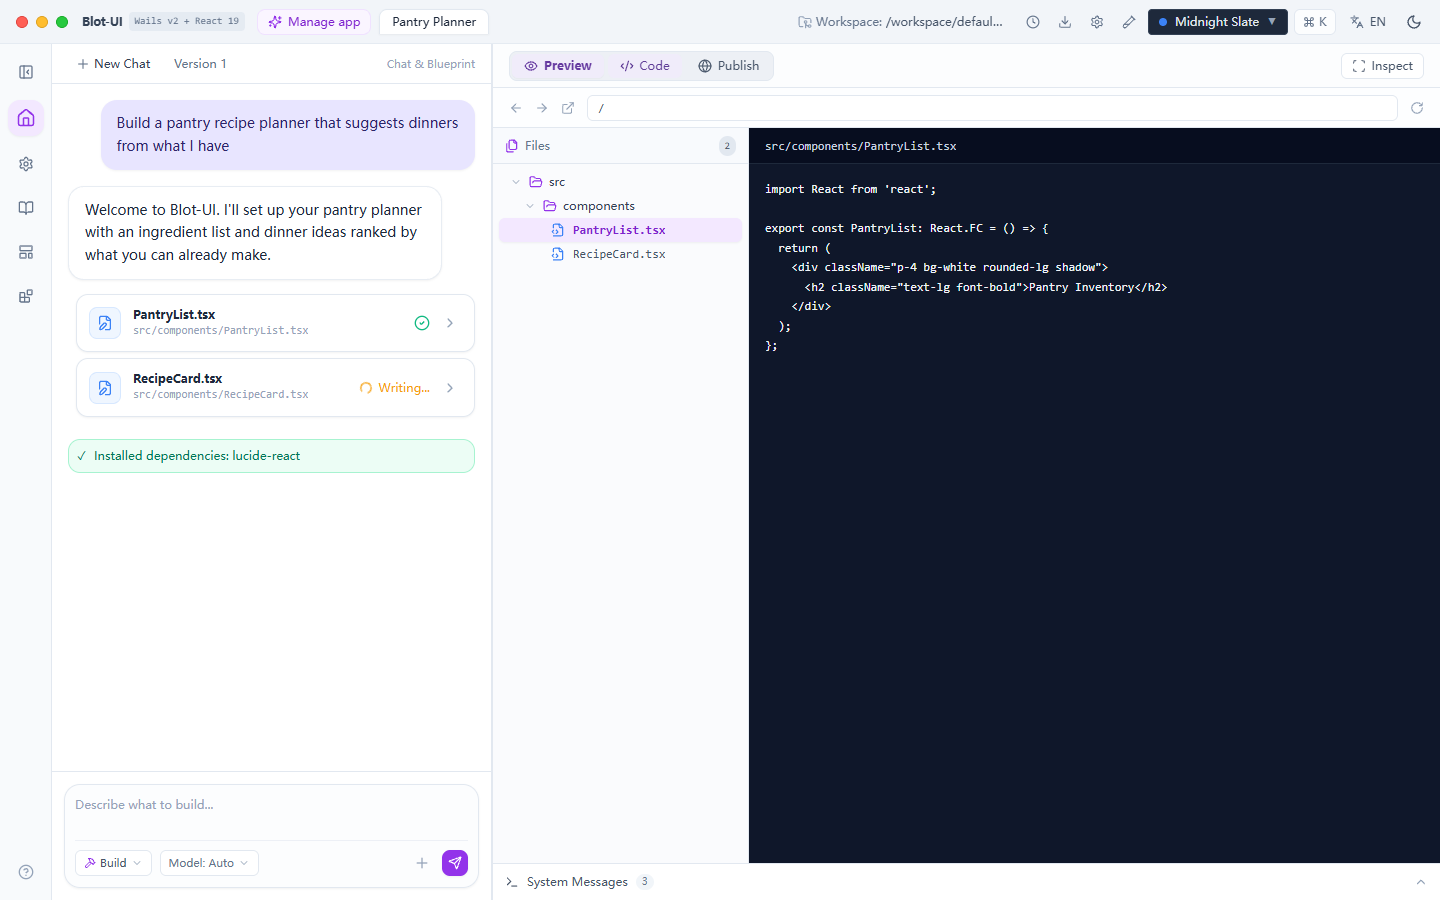 Blot-UI
Wails v2 + React 19
Manage app
Pantry Planner
Workspace: /workspace/defaul...
Midnight Slate
⌘ K
EN
New Chat
Version 1
Chat & Blueprint
Build a pantry recipe planner that suggests dinners
from what I have
Welcome to Blot-UI. I'll set up your pantry planner
with an ingredient list and dinner ideas ranked by
what you can already make.
PantryList.tsx
src/components/PantryList.tsx
RecipeCard.tsx
src/components/RecipeCard.tsx
Writing...
✓ Installed dependencies: lucide-react
Describe what to build...
Build
Model: Auto
Preview
Code
Publish
Inspect
/
Files
2
src
components
PantryList.tsx
RecipeCard.tsx
src/components/PantryList.tsx
import React from 'react';
export const PantryList: React.FC = () => {
return (
<div className="p-4 bg-white rounded-lg shadow">
<h2 className="text-lg font-bold">Pantry Inventory</h2>
</div>
);
};
System Messages
3